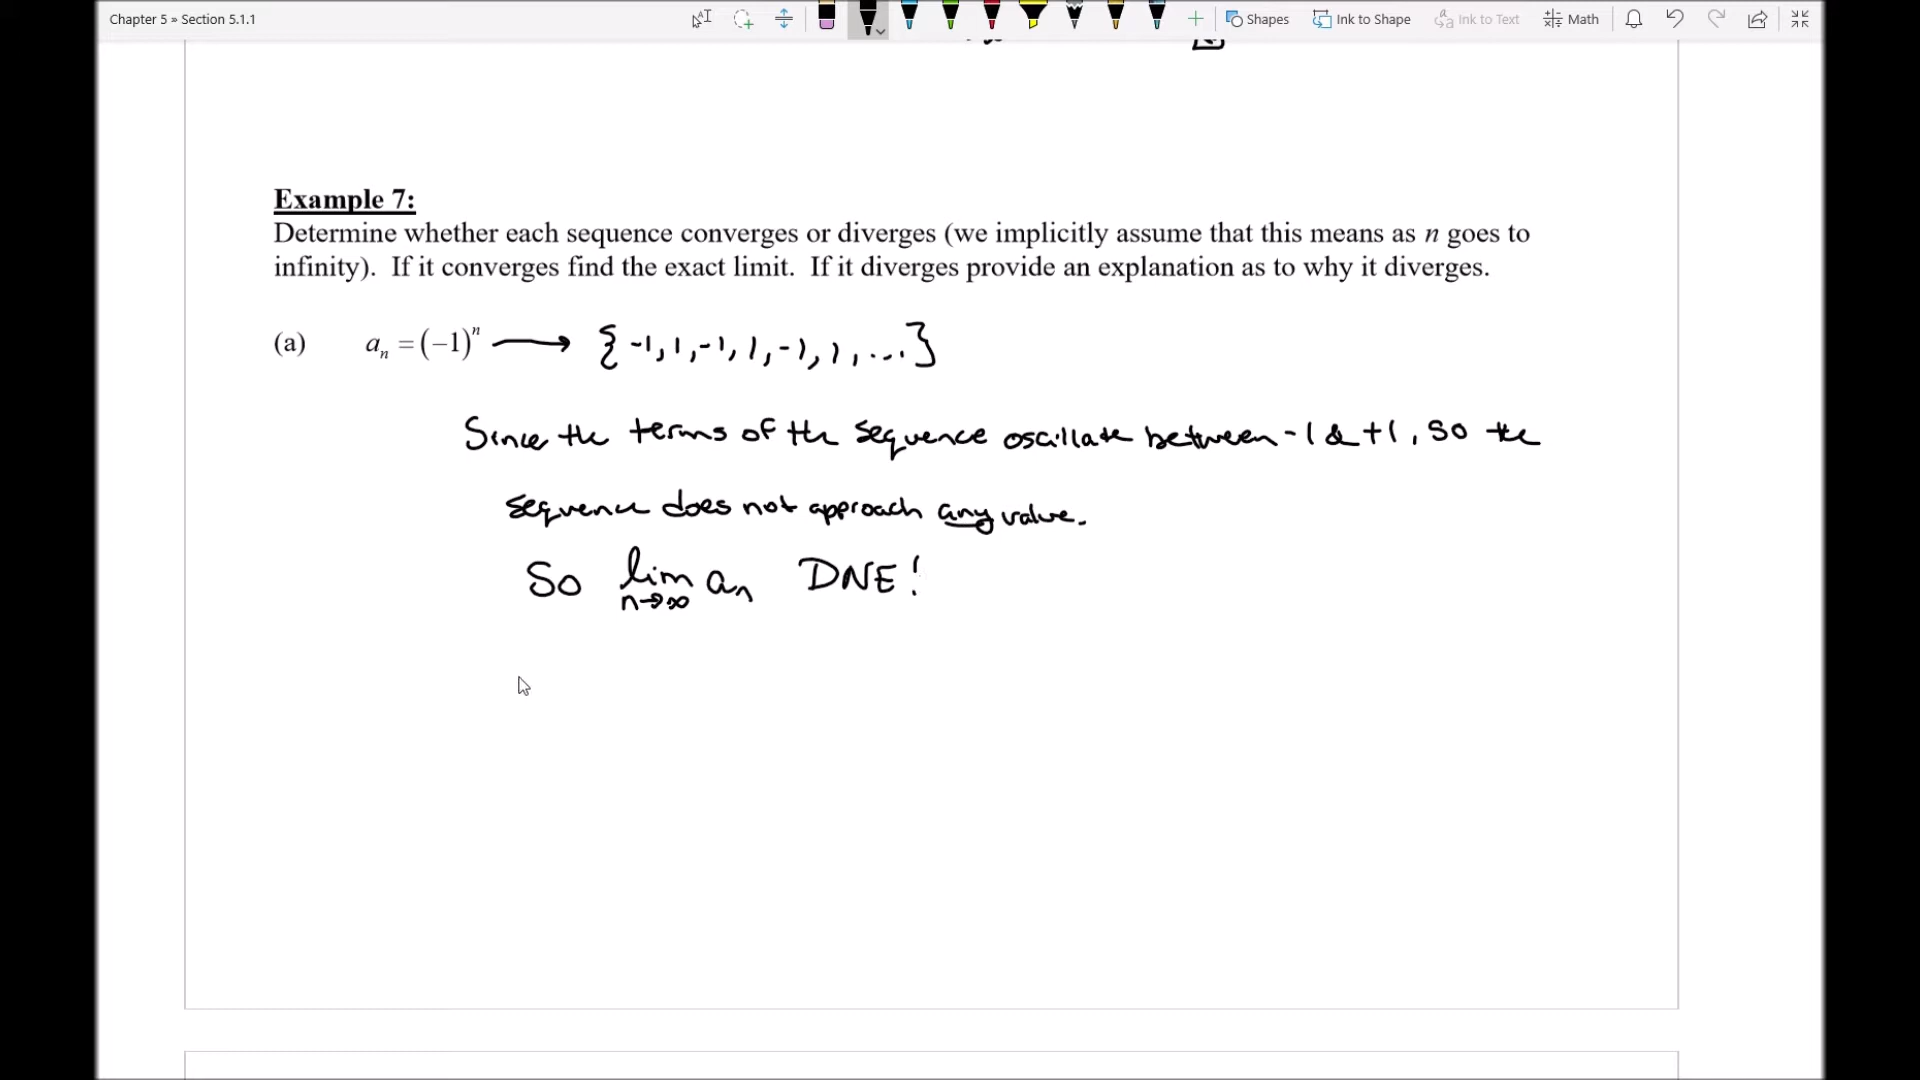 Chapter 5 » Section 5.1.1
Shapes Ink to Shape Ink to Text Math
Example 7:
Determine whether each sequence converges or diverges (we implicitly assume that this means as n goes to
infinity). If it converges find the exact limit. If it diverges provide an explanation as to why it diverges.
(a) aₙ = (−1)ⁿ ⟶ {-1, 1, -1, 1, -1, 1, ...}
Since the terms of the sequence oscillate between -1 & +1, so the
sequence does not approach any value.
So lim aₙ DNE!
n→∞